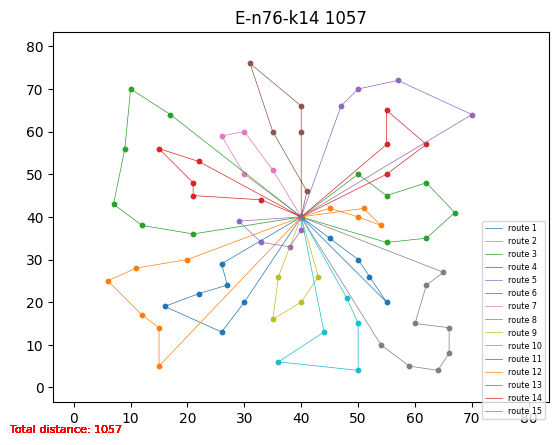 E-n76-k14 1057
80
70
60
50
40
30
20
10
0
route 1
route 2
route 3
route 4
route 5
route 6
route 7
route 8
route 9
route 10
route 11
route 12
route 13
route 14
route 15
0 10 20 30 40 50 60 70 80
Total distance: 1057